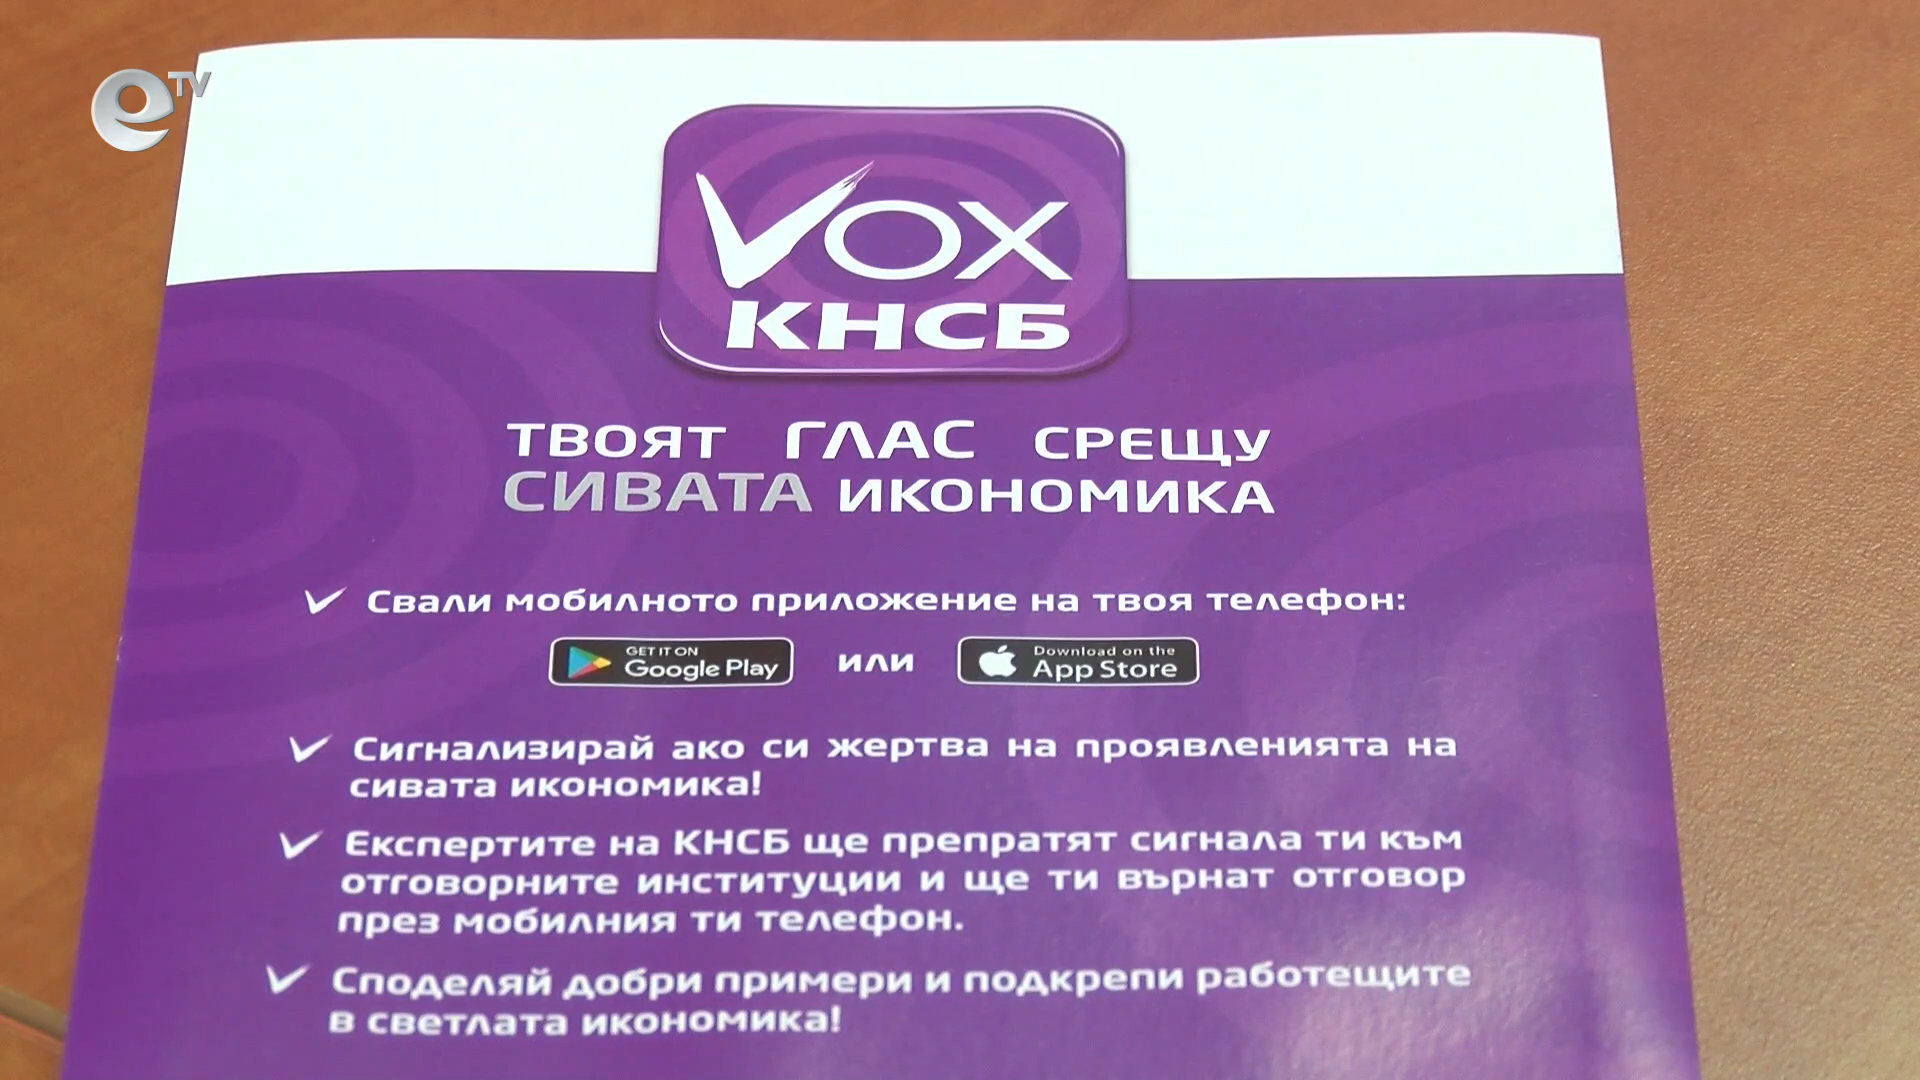 e TV
VOX
КНСБ
ТВОЯТ ГЛАС СРЕЩУ
СИВАТА ИКОНОМИКА
Свали мобилното приложение на твоя телефон:
GET IT ON
Google Play
или
Download on the
App Store
Сигнализирай ако си жертва на проявленията на
сивата икономика!
Експертите на КНСБ ще препратят сигнала ти към
отговорните институции и ще ти върнат отговор
през мобилния ти телефон.
Споделяй добри примери и подкрепи работещите
в светлата икономика!